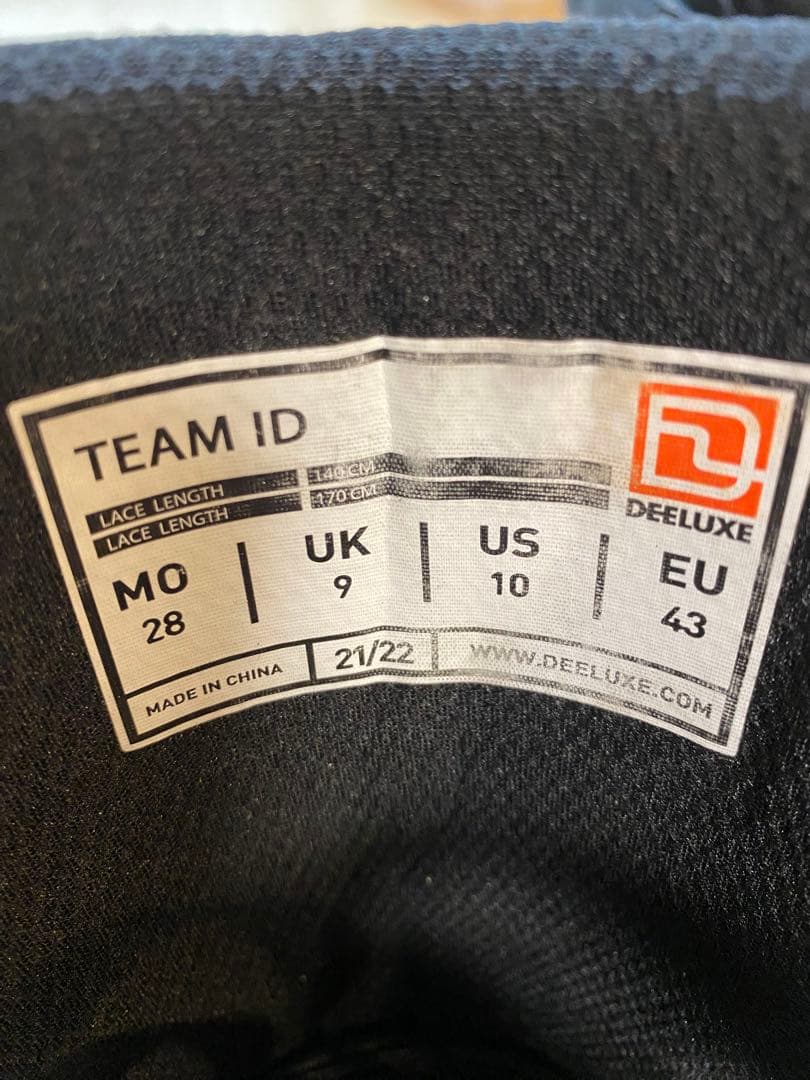 TEAM ID
LACE LENGTH 140 CM
LACE LENGTH 170 CM
DEELUXE
MO UK US EU
28 9 10 43
MADE IN CHINA 21/22 WWW.DEELUXE.COM